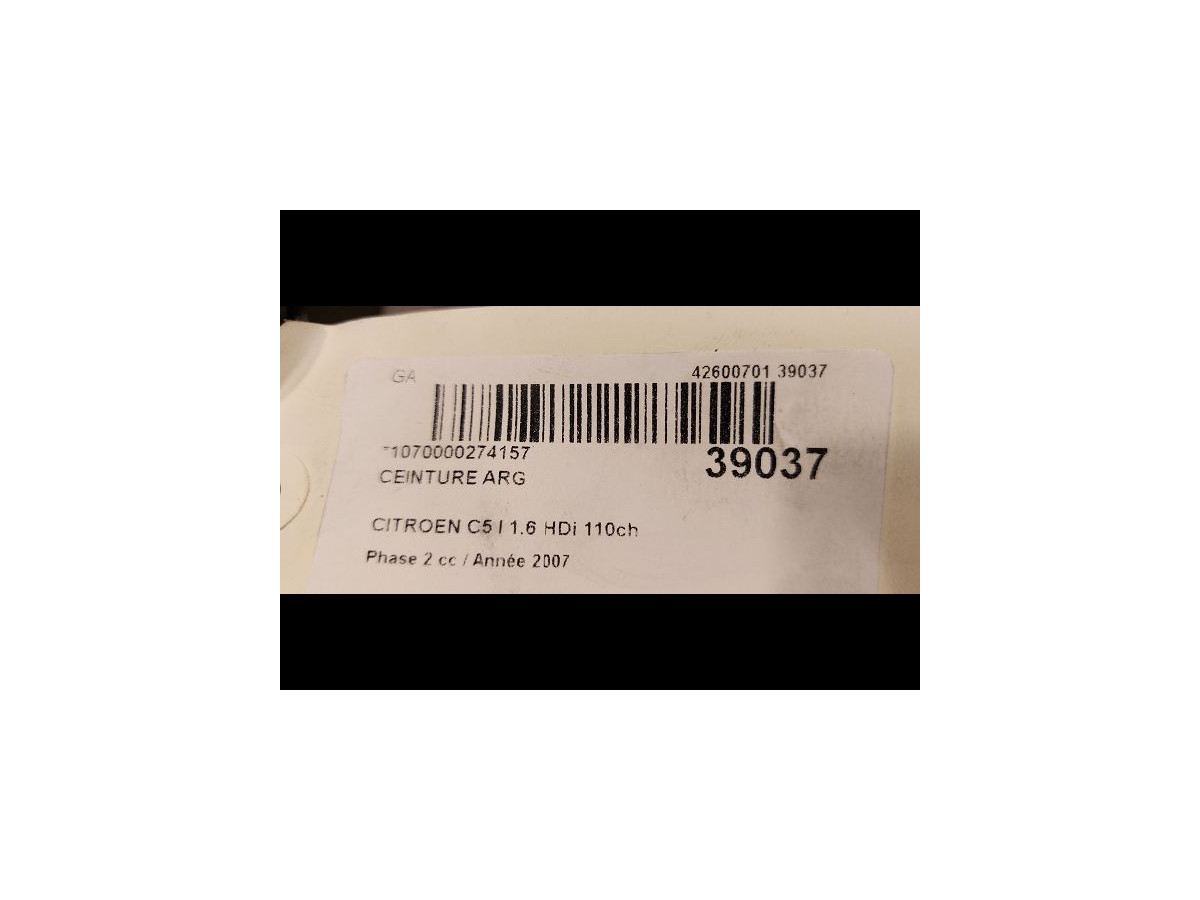 GA 42600701 39037
1070000274157
39037
CEINTURE ARG
CITROEN C5 I 1.6 HDi 110ch
Phase 2 cc / Année 2007